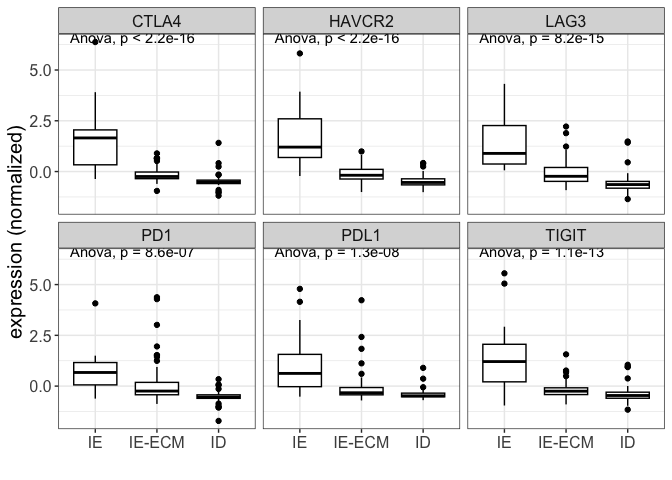 CTLA4 HAVCR2 LAG3
Anova, p < 2.2e-16 Anova, p < 2.2e-16 Anova, p = 8.2e-15
5.0
2.5
0.0
expression (normalized)
PD1 PDL1 TIGIT
Anova, p = 8.6e-07 Anova, p = 1.3e-08 Anova, p = 1.1e-13
5.0
2.5
0.0
IE IE-ECM ID IE IE-ECM ID IE IE-ECM ID